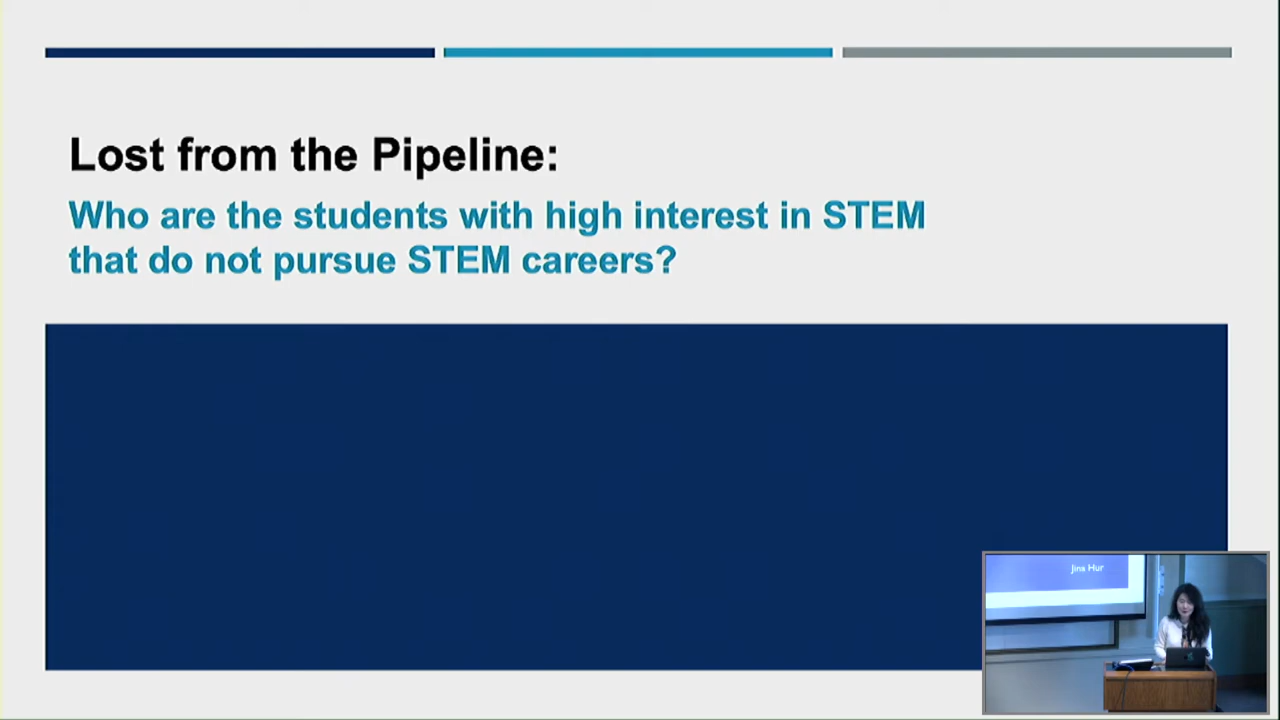 Lost from the Pipeline:
Who are the students with high interest in STEM
that do not pursue STEM careers?
Jina Hur